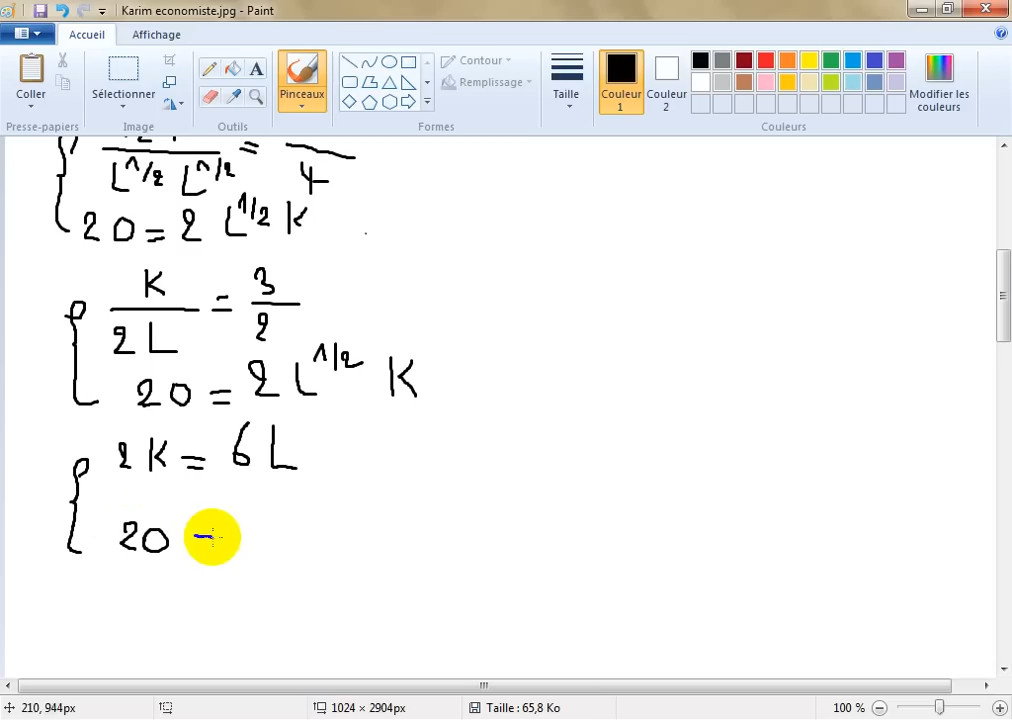 Karim economiste.jpg - Paint
Accueil Affichage
Coller
Sélectionner
Pinceaux
Contour
Remplissage
Taille
Couleur 1
Couleur 2
Modifier les couleurs
Presse-papiers Image Outils Formes Couleurs
L^1/2 L^1/2 = 4
20 = 2 L^1/2 K
K / 2 L = 3 / 2
20 = 2 L^1/2 K
2 K = 6 L
20 -
210, 944px 1024 × 2904px Taille : 65,8 Ko 100 %